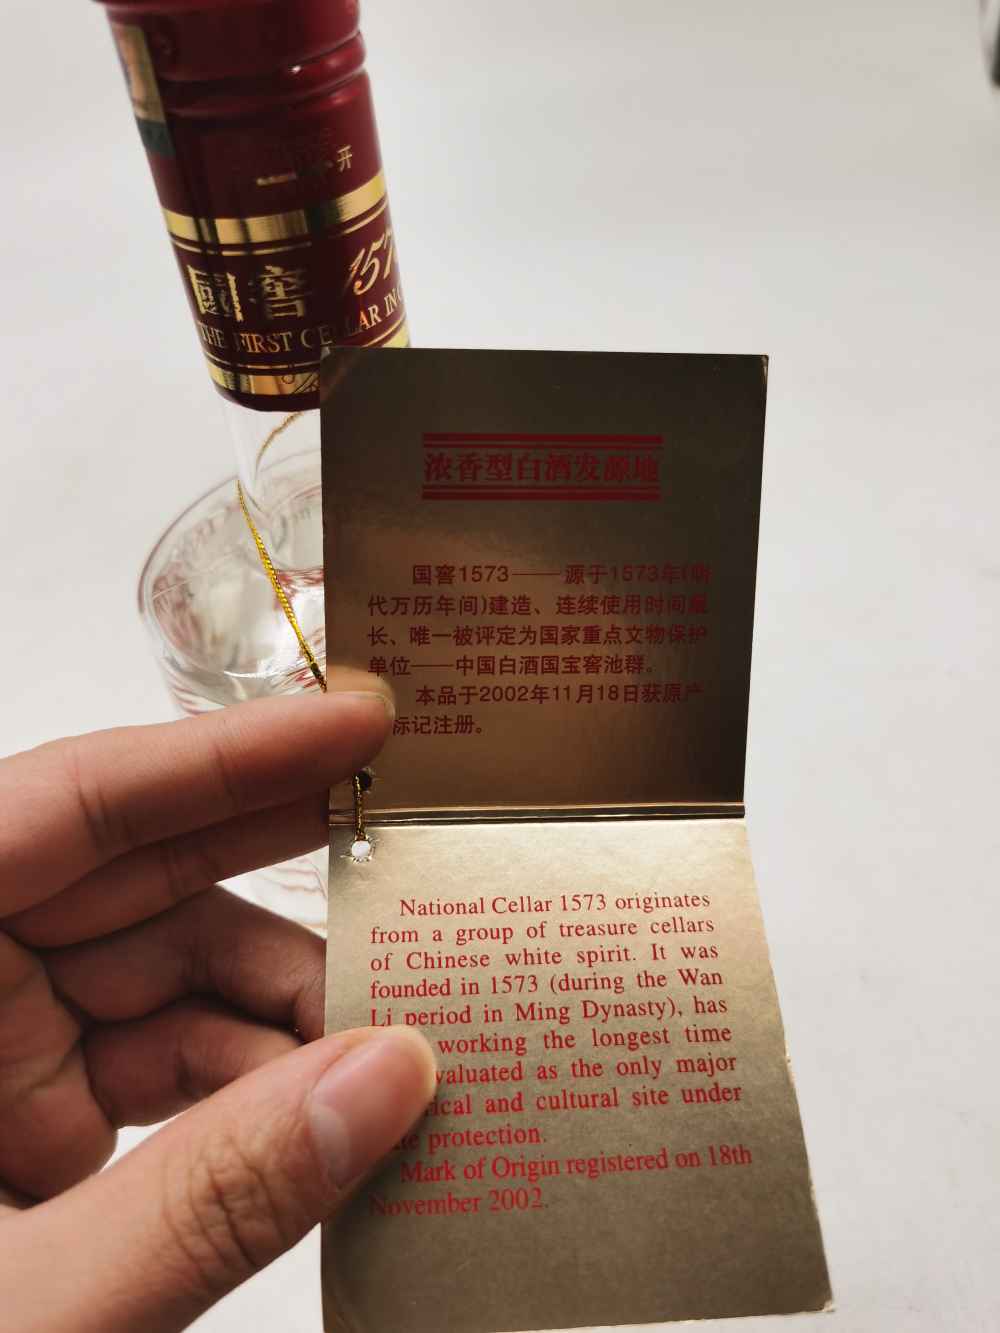 一 开
國窖 157
THE FIRST CELLAR IN
浓香型白酒发源地
国窖1573——源于1573年(明
代万历年间)建造、连续使用时间最
长、唯一被评定为国家重点文物保护
单位——中国白酒国宝窖池群。
本品于2002年11月18日获原产
标记注册。
National Cellar 1573 originates
from a group of treasure cellars
of Chinese white spirit. It was
founded in 1573 (during the Wan
Li period in Ming Dynasty), has
working the longest time
valuated as the only major
rical and cultural site under
protection.
Mark of Origin registered on 18th
November 2002.